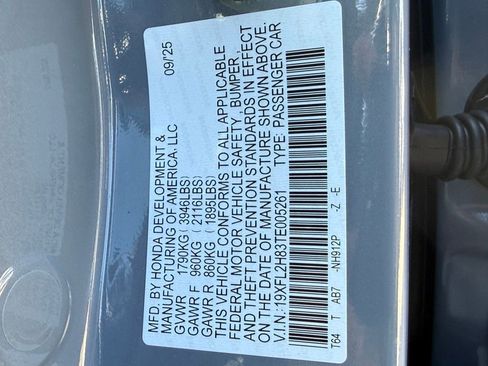 MFD. BY HONDA DEVELOPMENT &
MANUFACTURING OF AMERICA. LLC 09/'25
GVWR 1790KG (3946LBS)
GAWR F 960KG (2116LBS)
GAWR R 860KG (1895LBS)
THIS VEHICLE CONFORMS TO ALL APPLICABLE
FEDERAL MOTOR VEHICLE SAFETY, BUMPER,
AND THEFT PREVENTION STANDARDS IN EFFECT
ON THE DATE OF MANUFACTURE SHOWN ABOVE.
V.I.N: 19XFL2H83TE005261 TYPE: PASSENGER CAR
T64 T AB7 -NH912P -Z -E